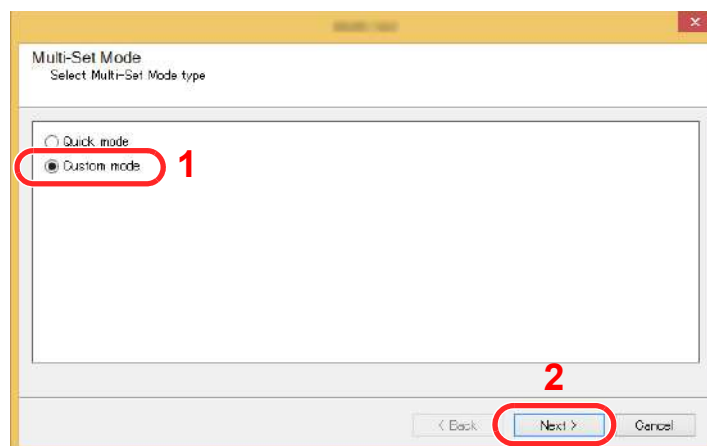 Multi-Set Mode
Select Multi-Set Mode type
Quick mode
Custom mode
1
2
< Back
Next >
Cancel